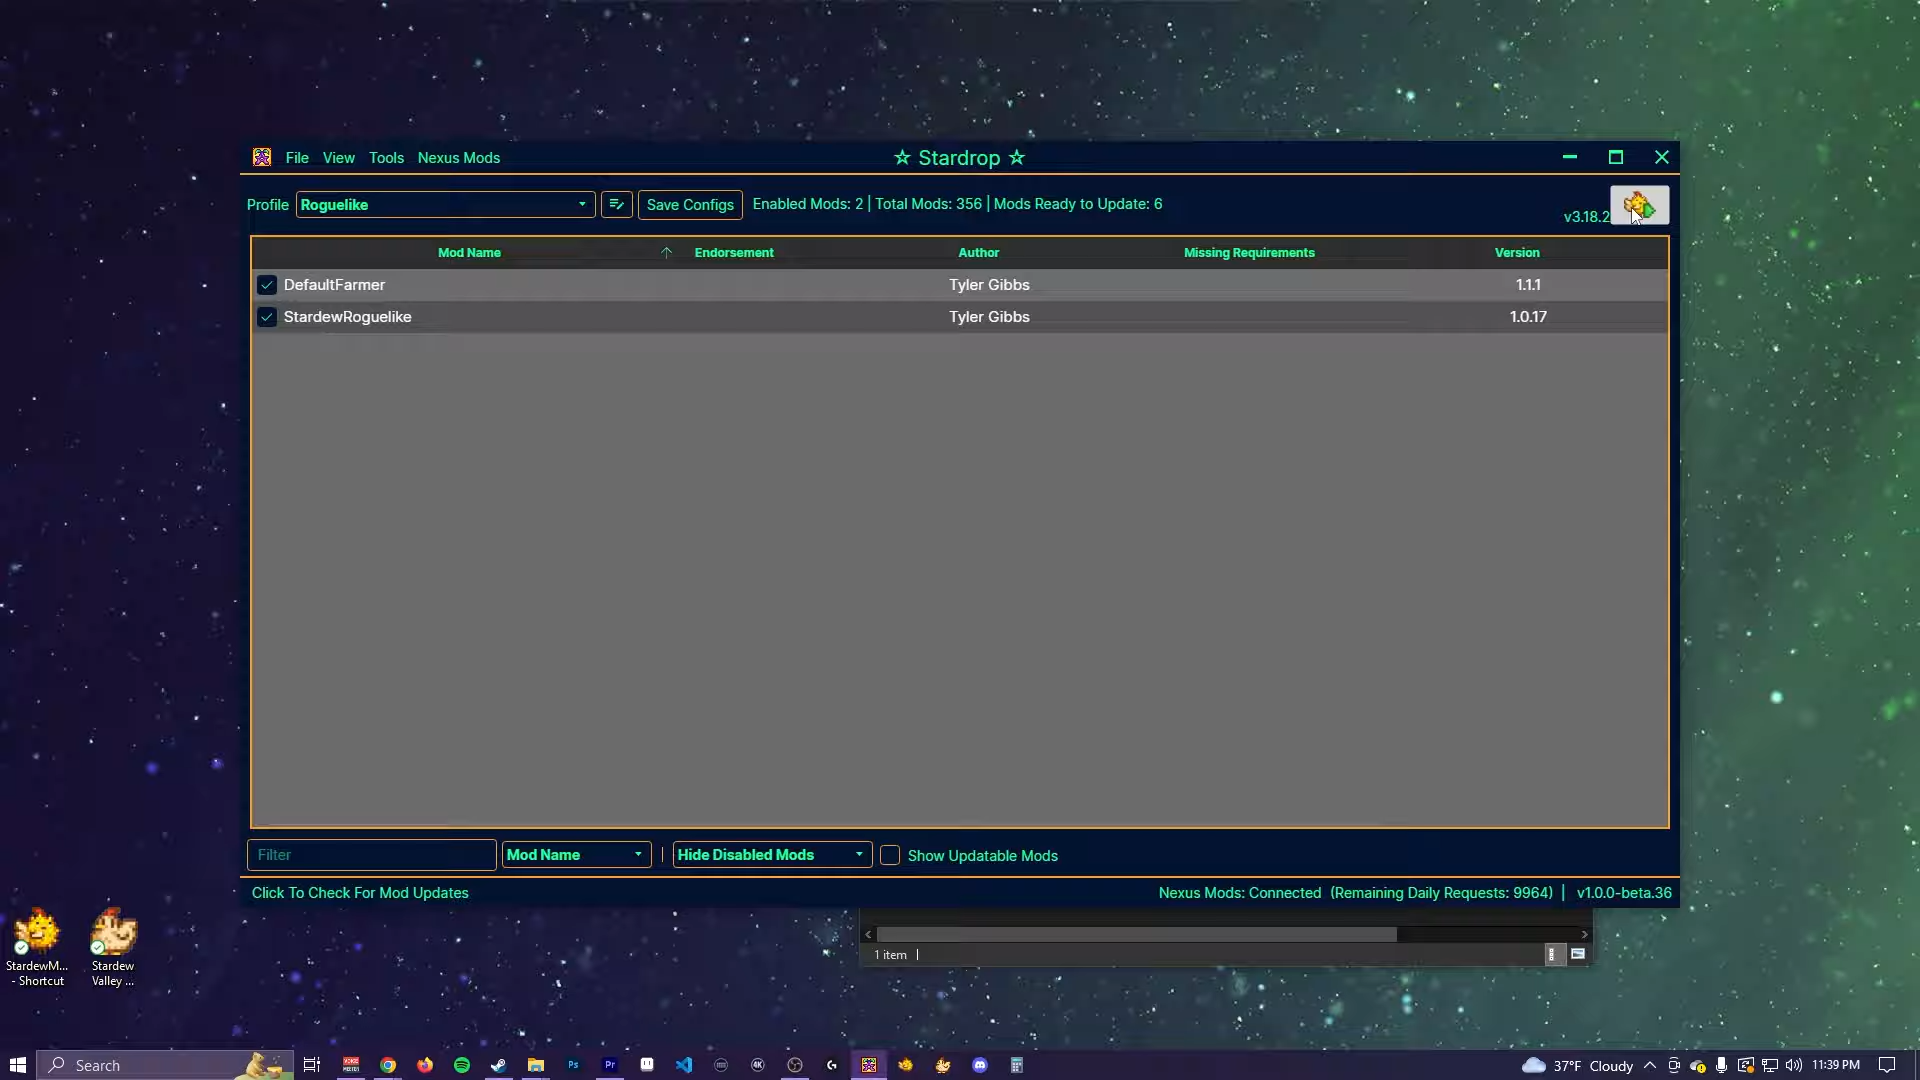 File View Tools Nexus Mods
☆ Stardrop ☆
Profile Roguelike Save Configs Enabled Mods: 2 | Total Mods: 356 | Mods Ready to Update: 6
v3.18.2
Mod Name Endorsement Author Missing Requirements Version
DefaultFarmer Tyler Gibbs 1.1.1
StardewRoguelike Tyler Gibbs 1.0.17
Filter Mod Name | Hide Disabled Mods Show Updatable Mods
Click To Check For Mod Updates Nexus Mods: Connected (Remaining Daily Requests: 9964) | v1.0.0-beta.36
1 item
StardewM...
- Shortcut
Stardew
Valley ...
Search
Ps
Pr
4K
37°F Cloudy
11:39 PM